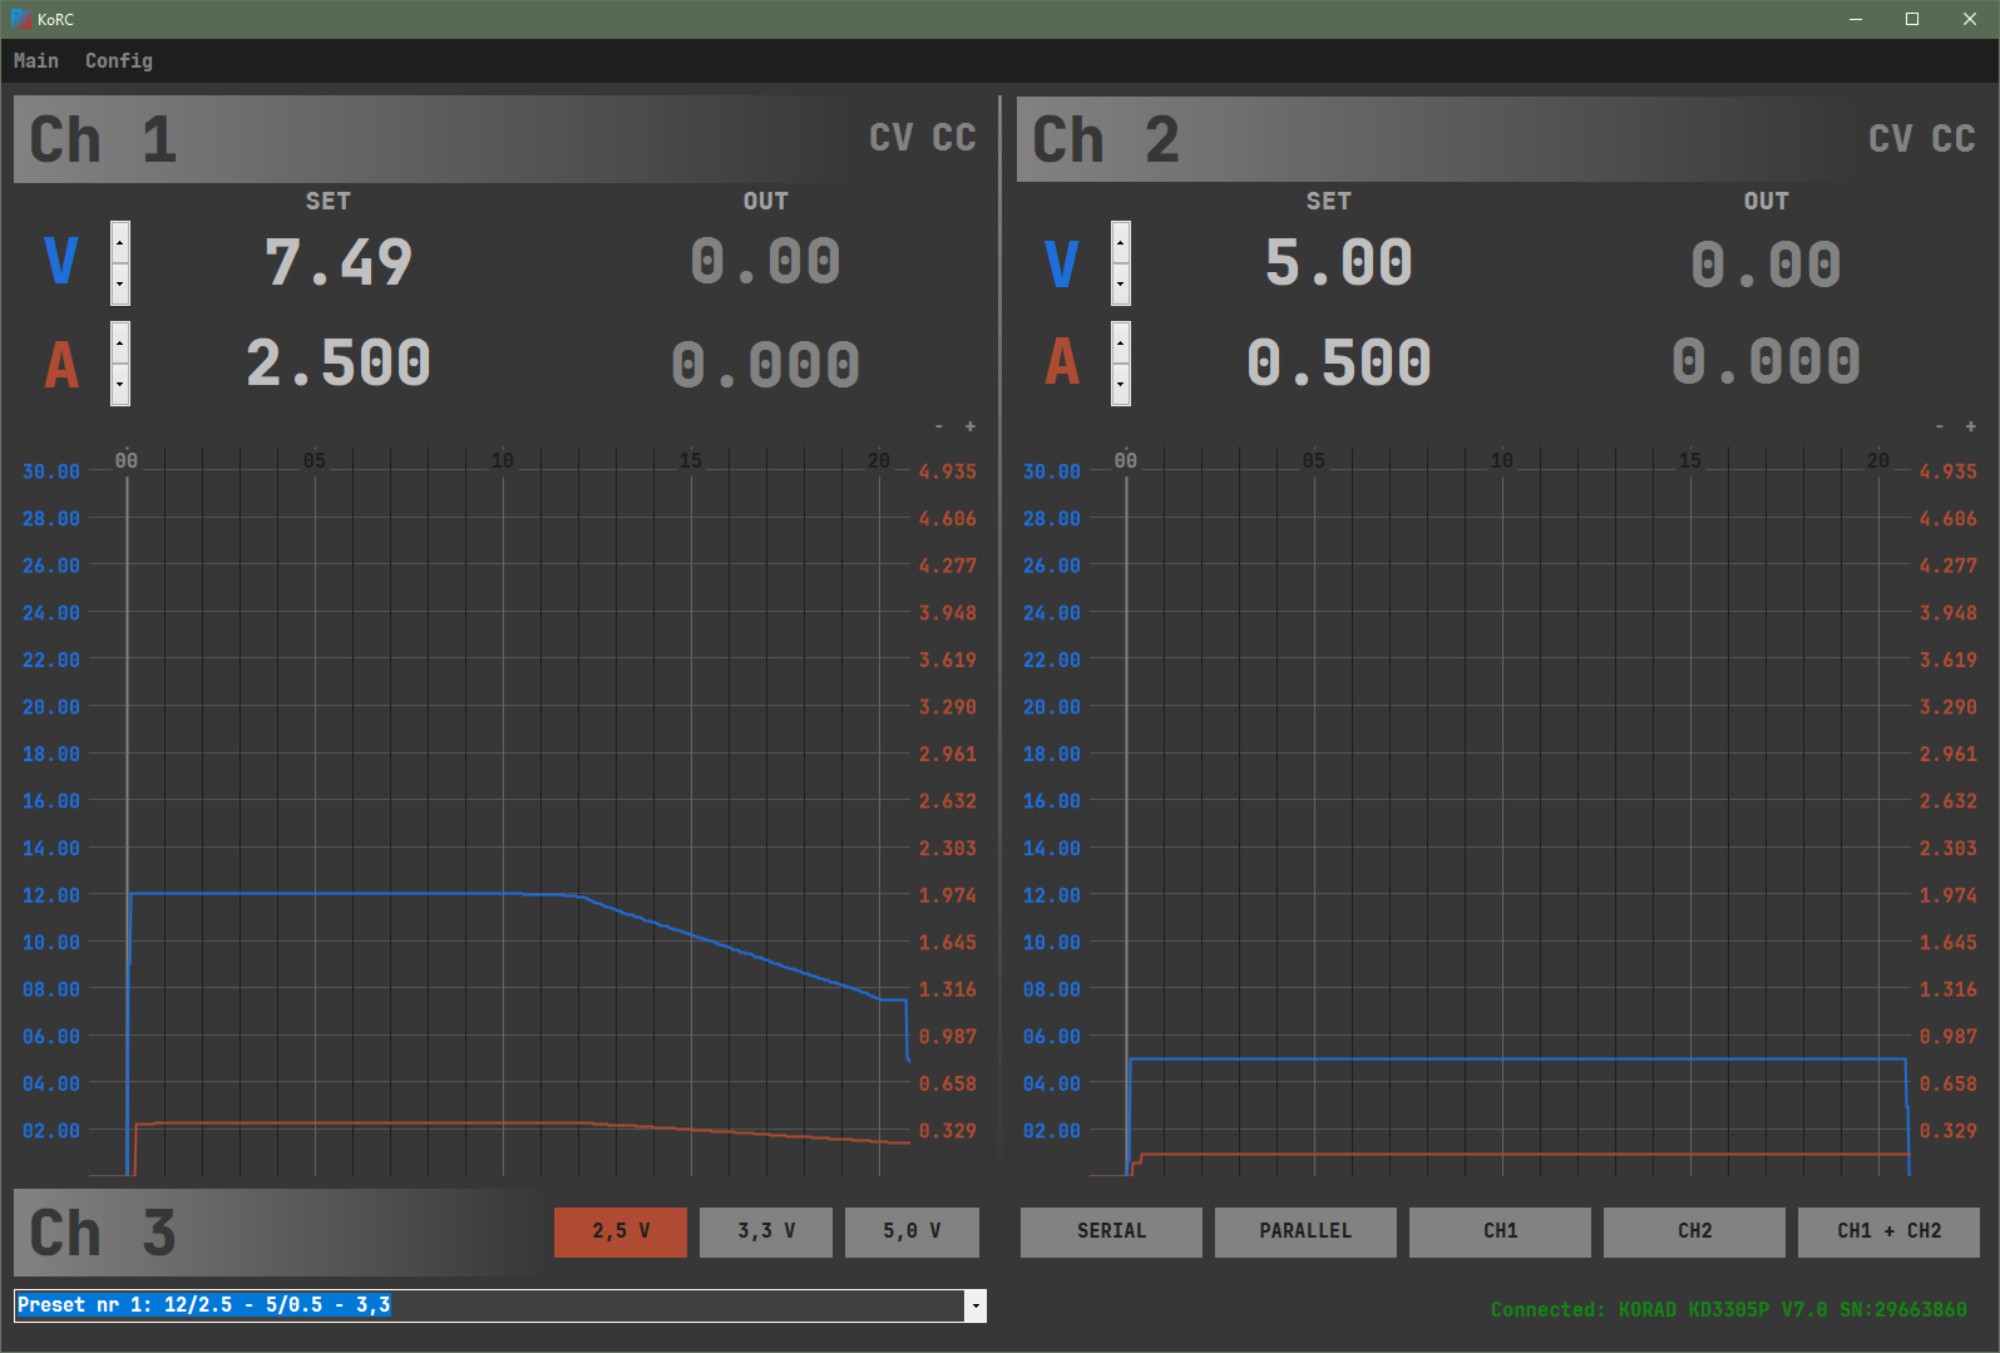 KoRC
Main Config
Ch 1
CV CC
SET OUT
V 7.49 0.00
A 2.500 0.000
- +
00 05 10 15 20
30.00 4.935
28.00 4.606
26.00 4.277
24.00 3.948
22.00 3.619
20.00 3.290
18.00 2.961
16.00 2.632
14.00 2.303
12.00 1.974
10.00 1.645
08.00 1.316
06.00 0.987
04.00 0.658
02.00 0.329
Ch 2
CV CC
SET OUT
V 5.00 0.00
A 0.500 0.000
- +
00 05 10 15 20
30.00 4.935
28.00 4.606
26.00 4.277
24.00 3.948
22.00 3.619
20.00 3.290
18.00 2.961
16.00 2.632
14.00 2.303
12.00 1.974
10.00 1.645
08.00 1.316
06.00 0.987
04.00 0.658
02.00 0.329
Ch 3
2,5 V 3,3 V 5,0 V
SERIAL PARALLEL CH1 CH2 CH1 + CH2
Preset nr 1: 12/2.5 - 5/0.5 - 3,3
Connected: KORAD KD3305P V7.0 SN:29663860